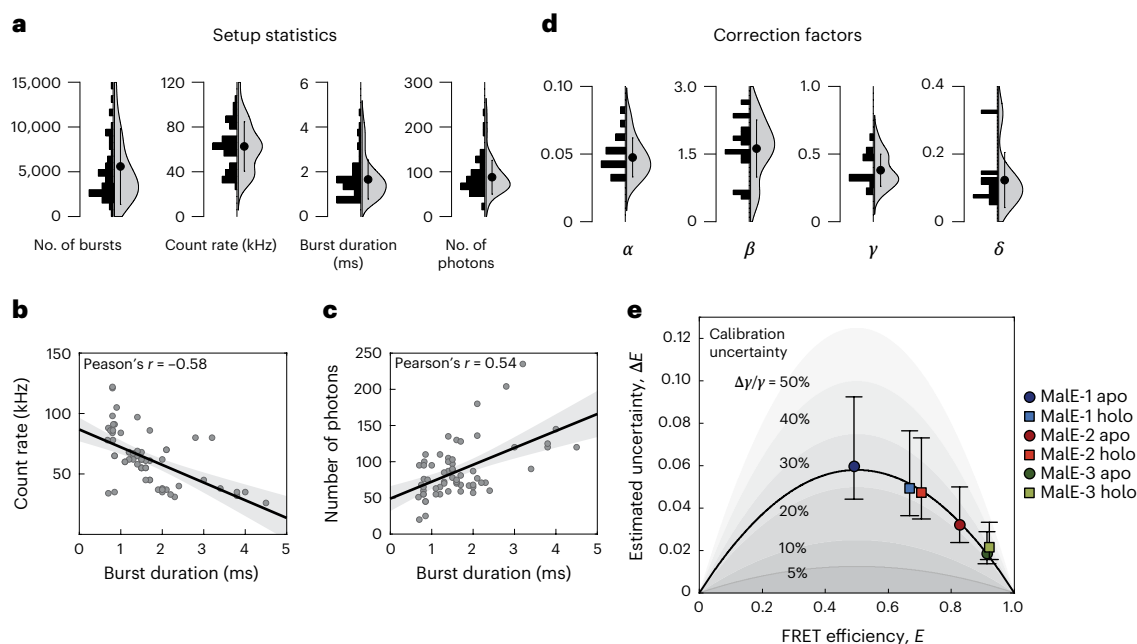 a
Setup statistics
15,000
10,000
5,000
0
No. of bursts
120
80
40
0
Count rate (kHz)
6
4
2
0
Burst duration
(ms)
300
200
100
0
No. of
photons
d
Correction factors
0.10
0.05
0
α
3.0
1.5
0
β
1.0
0.5
0
γ
0.4
0.2
0
δ
b
Peason's r = –0.58
Count rate (kHz)
150
100
50
0
1
2
3
4
5
Burst duration (ms)
c
Pearson's r = 0.54
Number of photons
250
200
150
100
50
0
0
1
2
3
4
5
Burst duration (ms)
e
Calibration
uncertainty
Δγ/γ = 50%
40%
30%
20%
10%
5%
Estimated uncertainty, ΔE
0.12
0.10
0.08
0.06
0.04
0.02
0
0
0.2
0.4
0.6
0.8
1.0
FRET efficiency, E
MalE-1 apo
MalE-1 holo
MalE-2 apo
MalE-2 holo
MalE-3 apo
MalE-3 holo